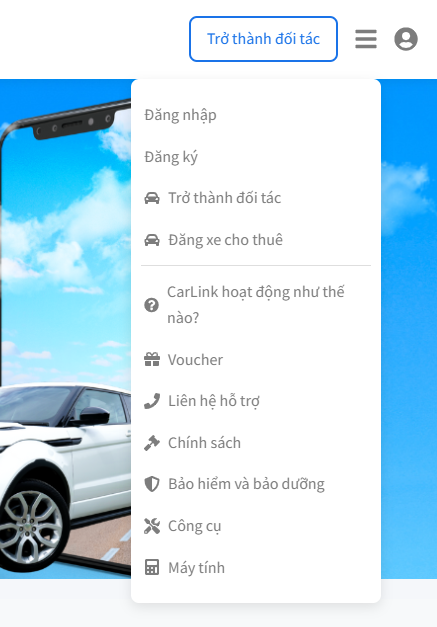 Trở thành đối tác
Đăng nhập
Đăng ký
Trở thành đối tác
Đăng xe cho thuê
CarLink hoạt động như thế
nào?
Voucher
Liên hệ hỗ trợ
Chính sách
Bảo hiểm và bảo dưỡng
Công cụ
Máy tính